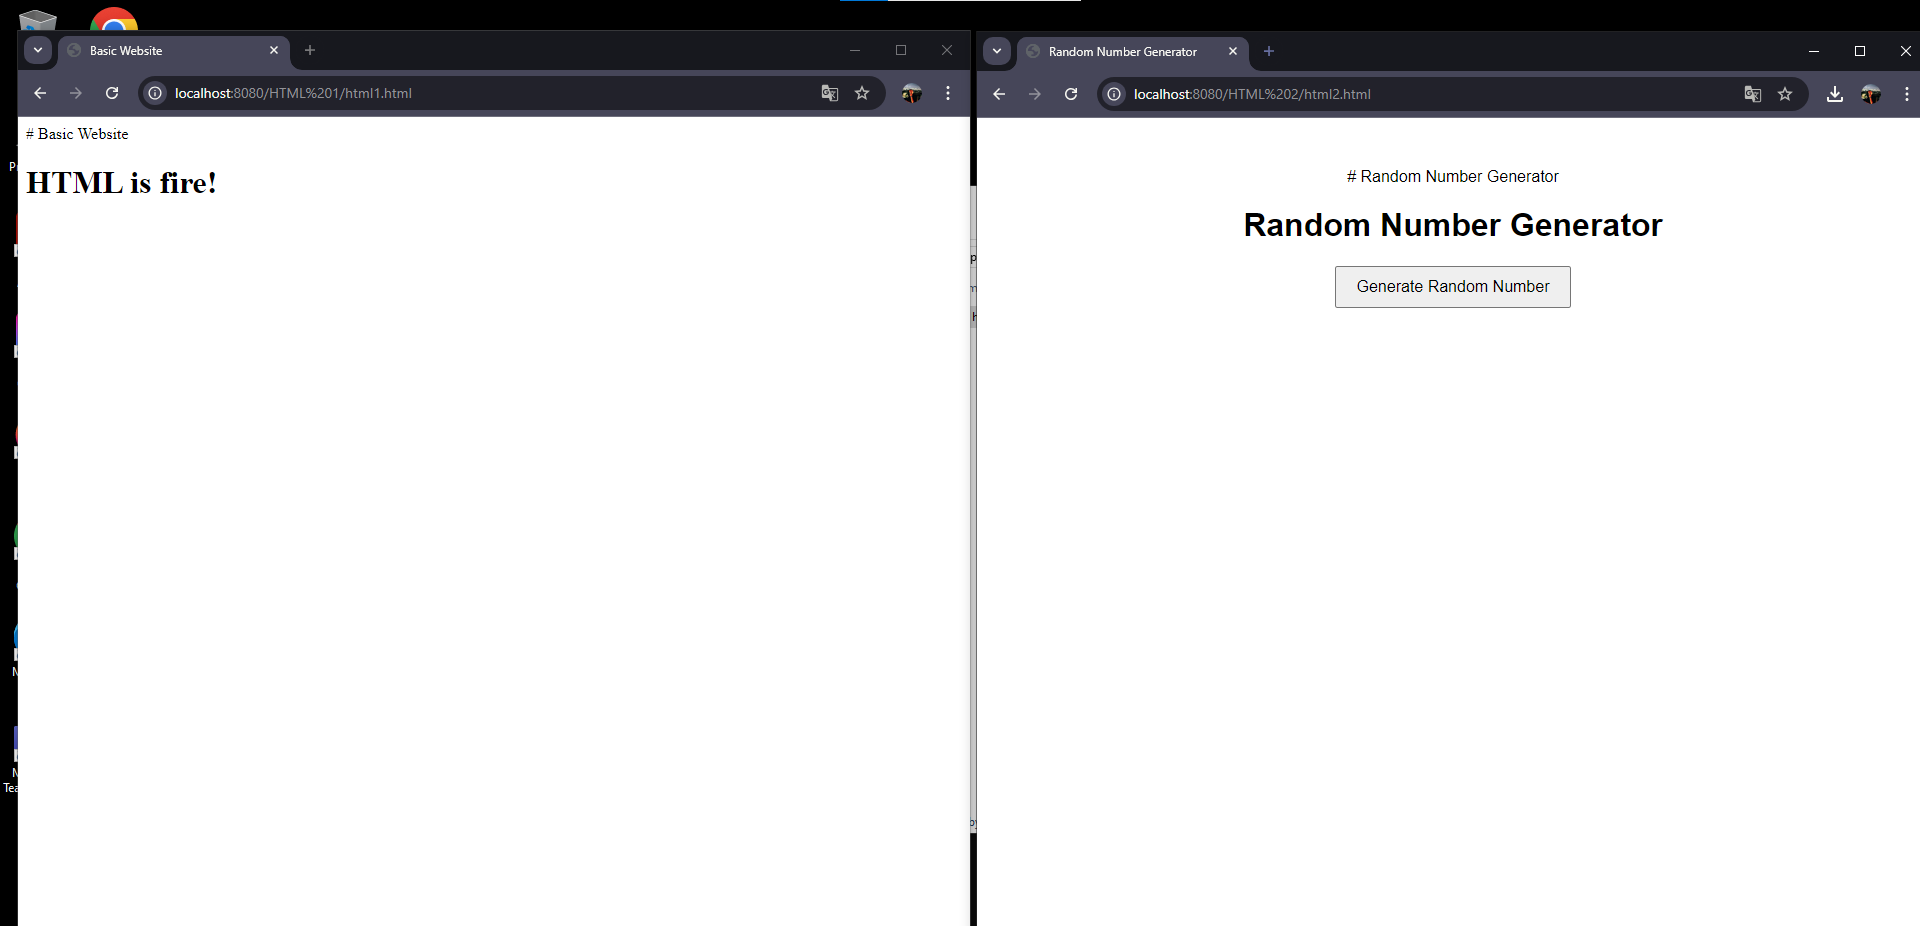 Basic Website
localhost:8080/HTML%201/html1.html
# Basic Website
HTML is fire!
Random Number Generator
localhost:8080/HTML%202/html2.html
# Random Number Generator
Random Number Generator
Generate Random Number